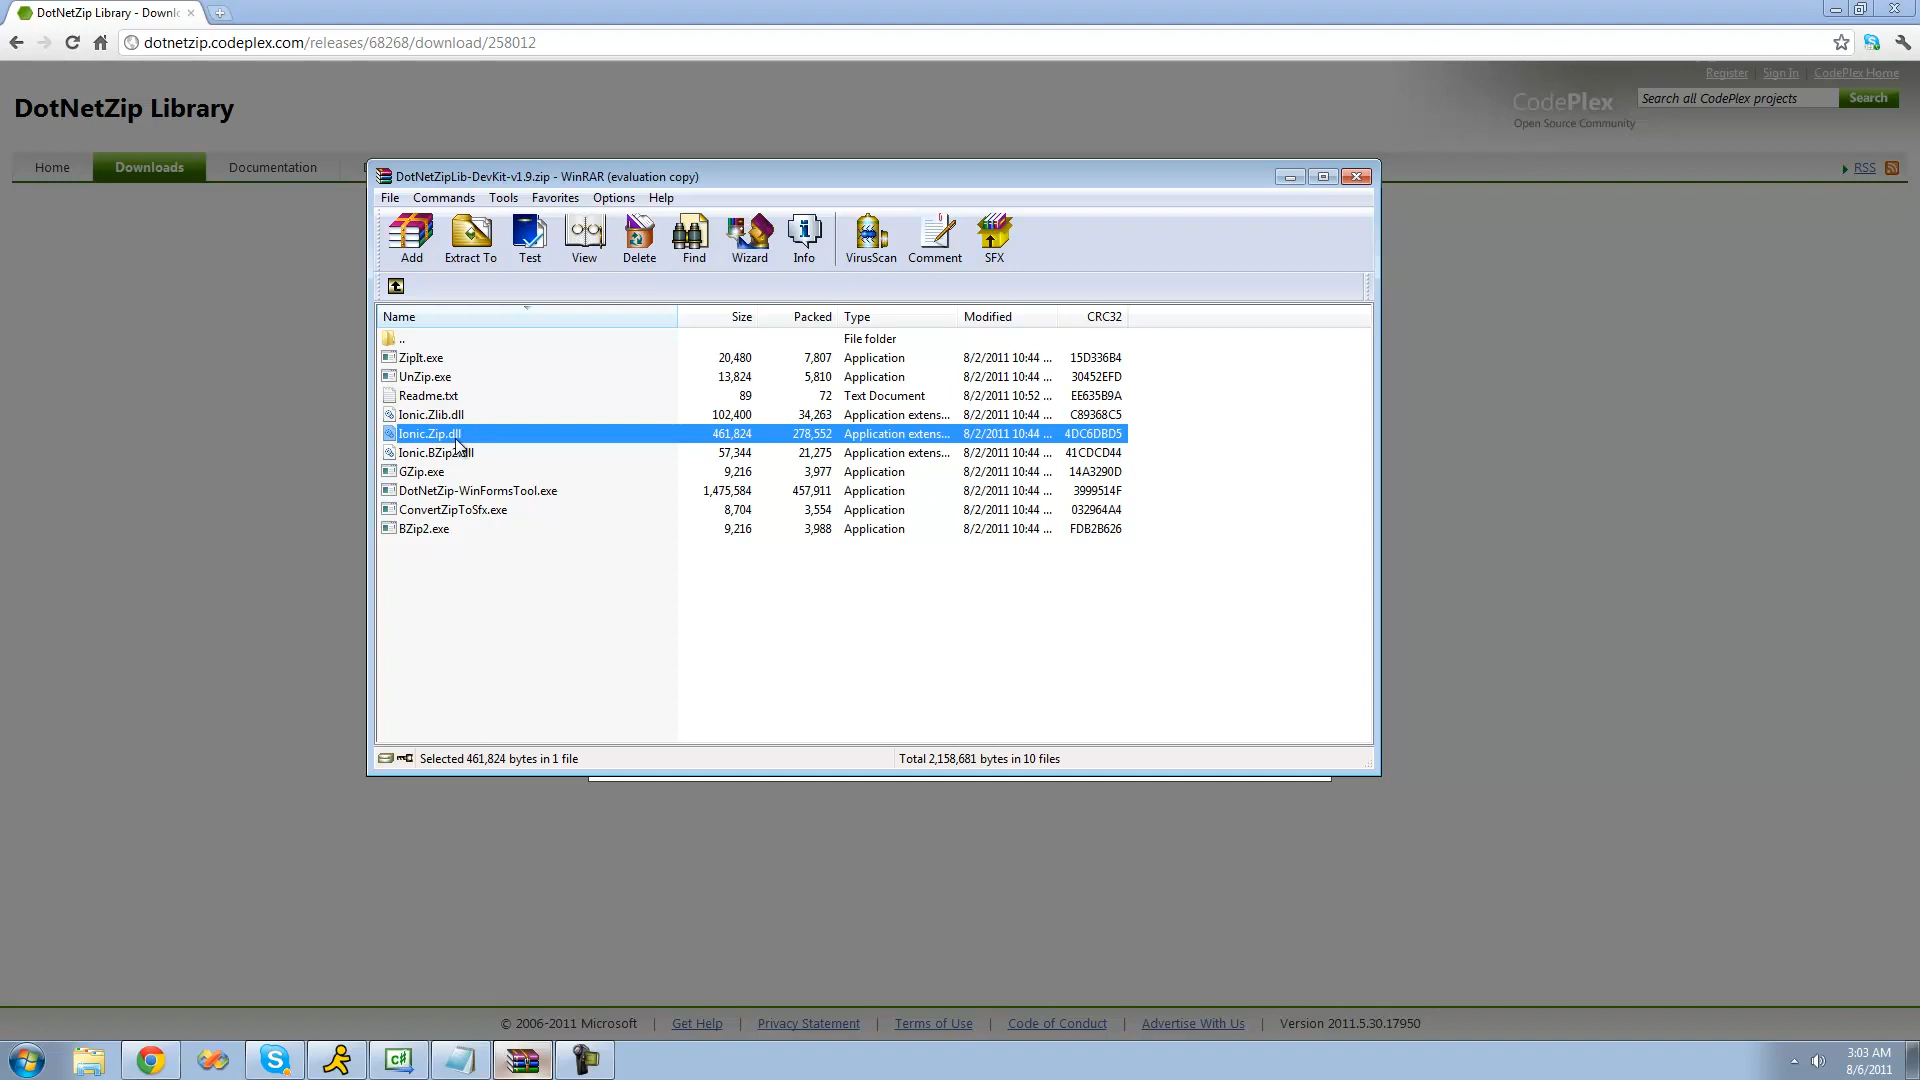 DotNetZip Library - Downl
dotnetzip.codeplex.com/releases/68268/download/258012
Register | Sign In | CodePlex Home
DotNetZip Library
CodePlex
Open Source Community
Search all CodePlex projects
Search
Home
Downloads
Documentation
RSS
DotNetZipLib-DevKit-v1.9.zip - WinRAR (evaluation copy)
File Commands Tools Favorites Options Help
Add Extract To Test View Delete Find Wizard Info VirusScan Comment SFX
Name Size Packed Type Modified CRC32
.. File folder
ZipIt.exe 20,480 7,807 Application 8/2/2011 10:44 ... 15D336B4
UnZip.exe 13,824 5,810 Application 8/2/2011 10:44 ... 30452EFD
Readme.txt 89 72 Text Document 8/2/2011 10:52 ... EE635B9A
Ionic.Zlib.dll 102,400 34,263 Application extens... 8/2/2011 10:44 ... C89368C5
Ionic.Zip.dll 461,824 278,552 Application extens... 8/2/2011 10:44 ... 4DC6DBD5
Ionic.BZip2.dll 57,344 21,275 Application extens... 8/2/2011 10:44 ... 41CDCD44
GZip.exe 9,216 3,977 Application 8/2/2011 10:44 ... 14A3290D
DotNetZip-WinFormsTool.exe 1,475,584 457,911 Application 8/2/2011 10:44 ... 3999514F
ConvertZipToSfx.exe 8,704 3,554 Application 8/2/2011 10:44 ... 032964A4
BZip2.exe 9,216 3,988 Application 8/2/2011 10:44 ... FDB2B626
Selected 461,824 bytes in 1 file
Total 2,158,681 bytes in 10 files
© 2006-2011 Microsoft | Get Help | Privacy Statement | Terms of Use | Code of Conduct | Advertise With Us | Version 2011.5.30.17950
C#
3:03 AM
8/6/2011